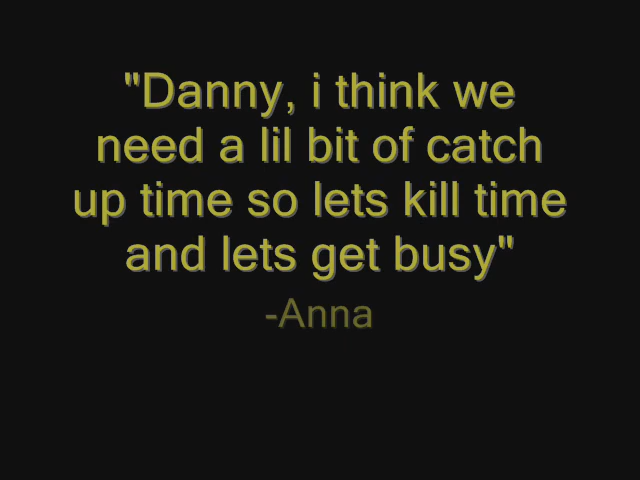 "Danny, i think we
need a lil bit of catch
up time so lets kill time
and lets get busy"
-Anna